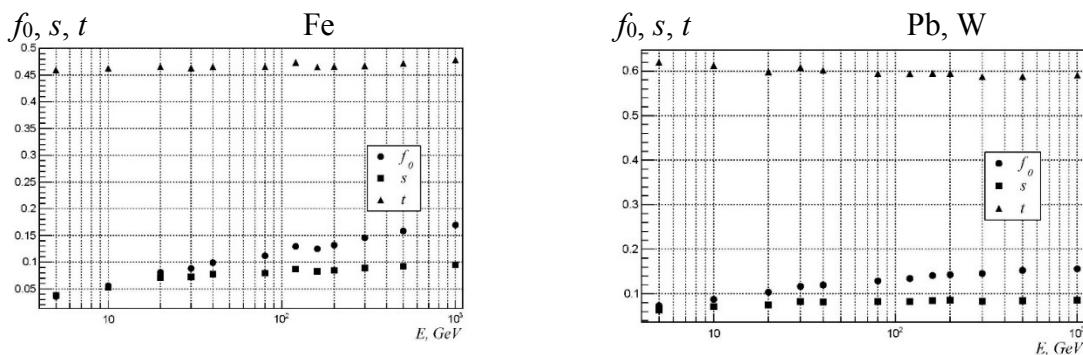 f₀, s, t Fe
0.5
0.45
0.4
0.35
0.3
0.25
0.2
0.15
0.1
0.05
f₀
s
t
10 10² 10³
E, GeV
f₀, s, t Pb, W
0.6
0.5
0.4
0.3
0.2
0.1
f₀
s
t
10 10² 10³
E, GeV